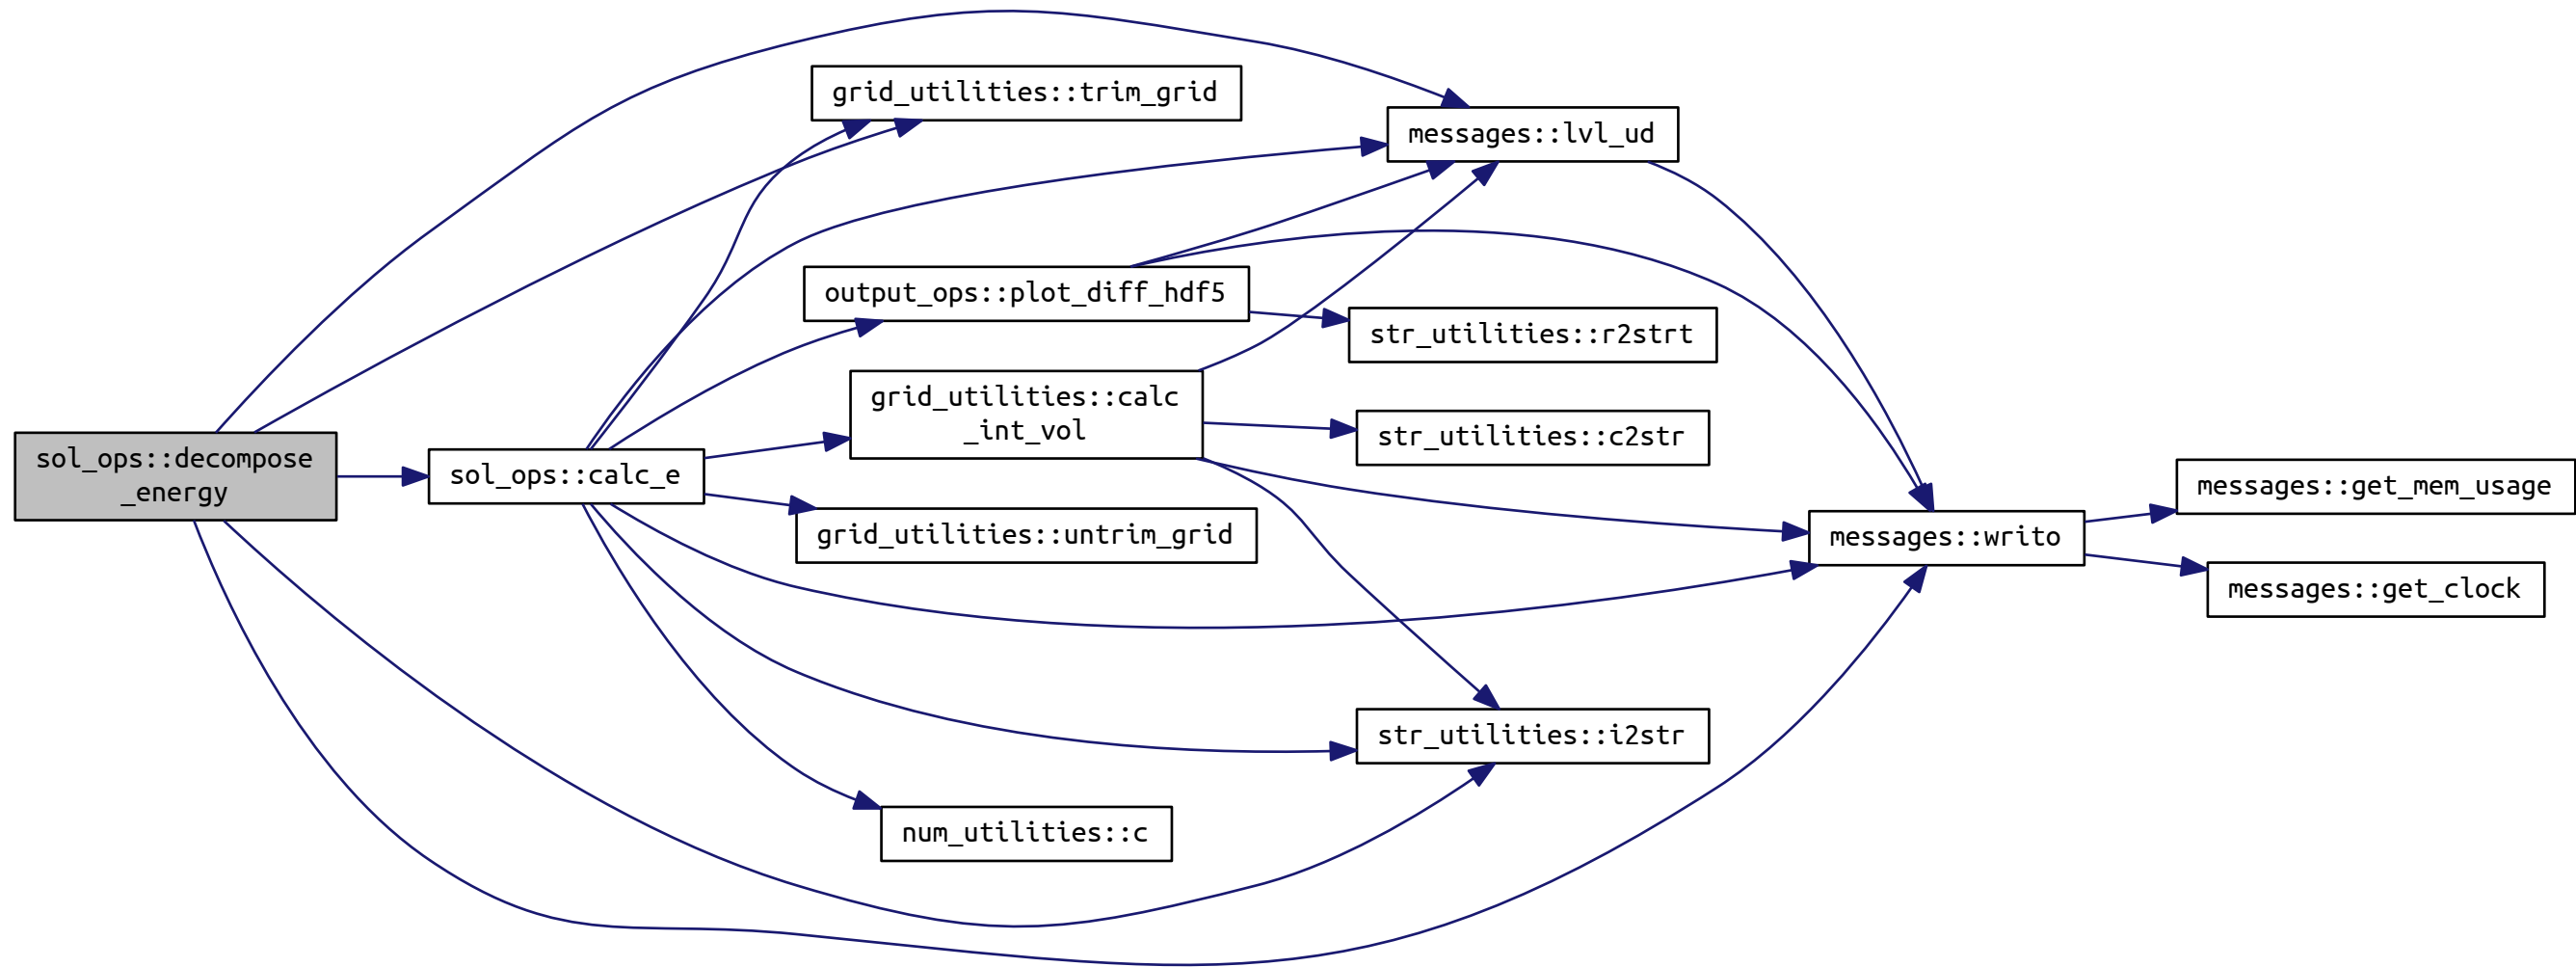 sol_ops::decompose
_energy
sol_ops::calc_e
grid_utilities::trim_grid
output_ops::plot_diff_hdf5
grid_utilities::calc
_int_vol
grid_utilities::untrim_grid
num_utilities::c
messages::lvl_ud
str_utilities::r2strt
str_utilities::c2str
str_utilities::i2str
messages::writo
messages::get_mem_usage
messages::get_clock